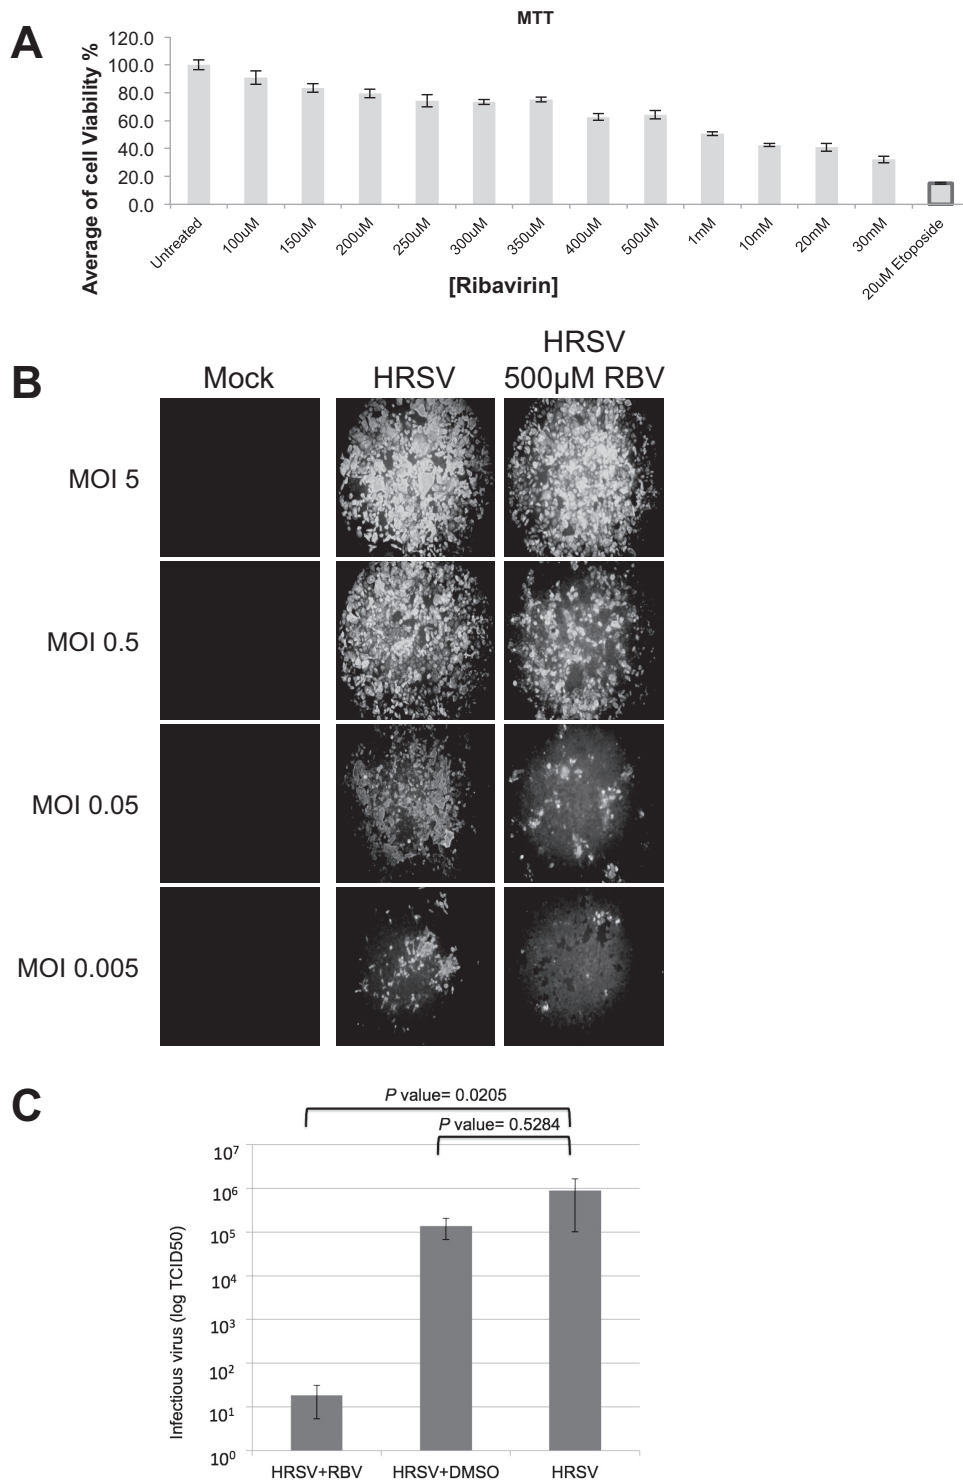 A
MTT
Average of cell Viability %
120.0
100.0
80.0
60.0
40.0
20.0
0.0
Untreated
100uM
150uM
200uM
250uM
300uM
350uM
400uM
500uM
1mM
10mM
20mM
30mM
20uM Etoposide
[Ribavirin]
B
Mock
HRSV
HRSV
500µM RBV
MOI 5
MOI 0.5
MOI 0.05
MOI 0.005
C
P value= 0.0205
P value= 0.5284
Infectious virus (log TCID50)
10⁷
10⁶
10⁵
10⁴
10³
10²
10¹
10⁰
HRSV+RBV
HRSV+DMSO
HRSV